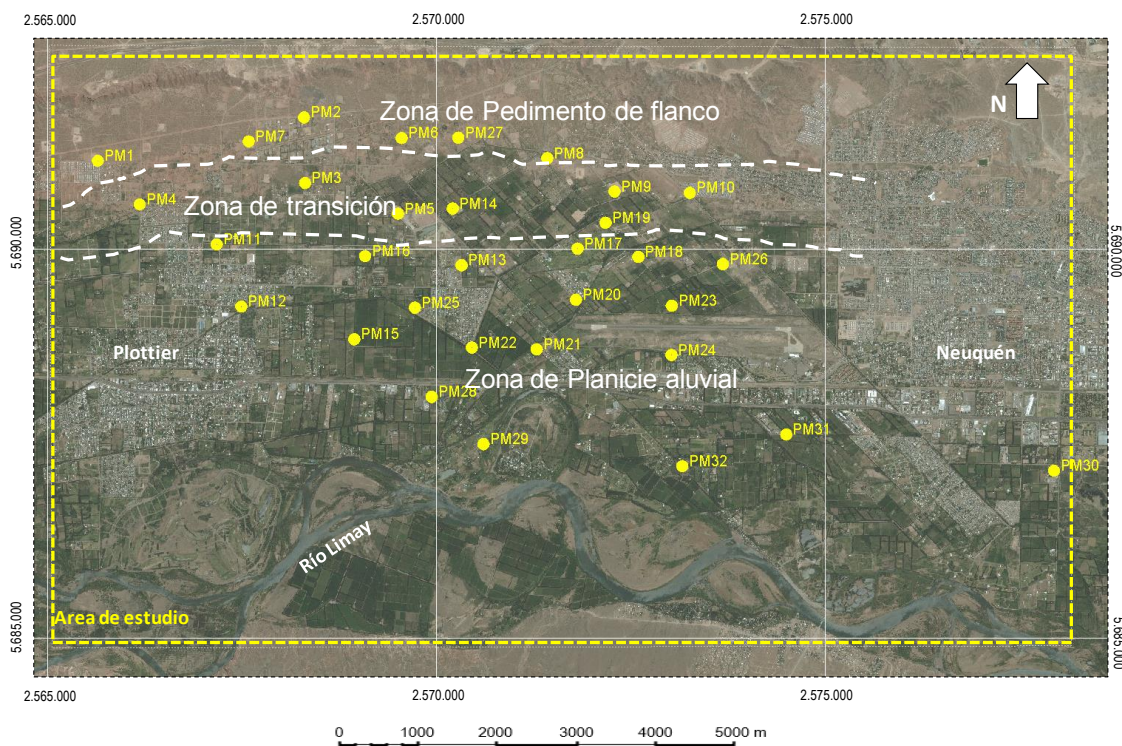 2.565.000
2.570.000
2.575.000
N
Zona de Pedimento de flanco
PM2
PM6
PM27
PM7
PM8
PM1
PM3
PM9
PM10
PM4
Zona de transición
PM5
PM14
PM19
5.690.000
5.690.000
PM11
PM16
PM13
PM17
PM18
PM26
PM12
PM25
PM20
PM23
PM15
PM22
PM21
PM24
Plottier
Neuquén
Zona de Planicie aluvial
PM28
PM31
PM29
PM32
PM30
Río Limay
Area de estudio
5.685.000
5.685.000
2.565.000
2.570.000
2.575.000
0
1000
2000
3000
4000
5000 m